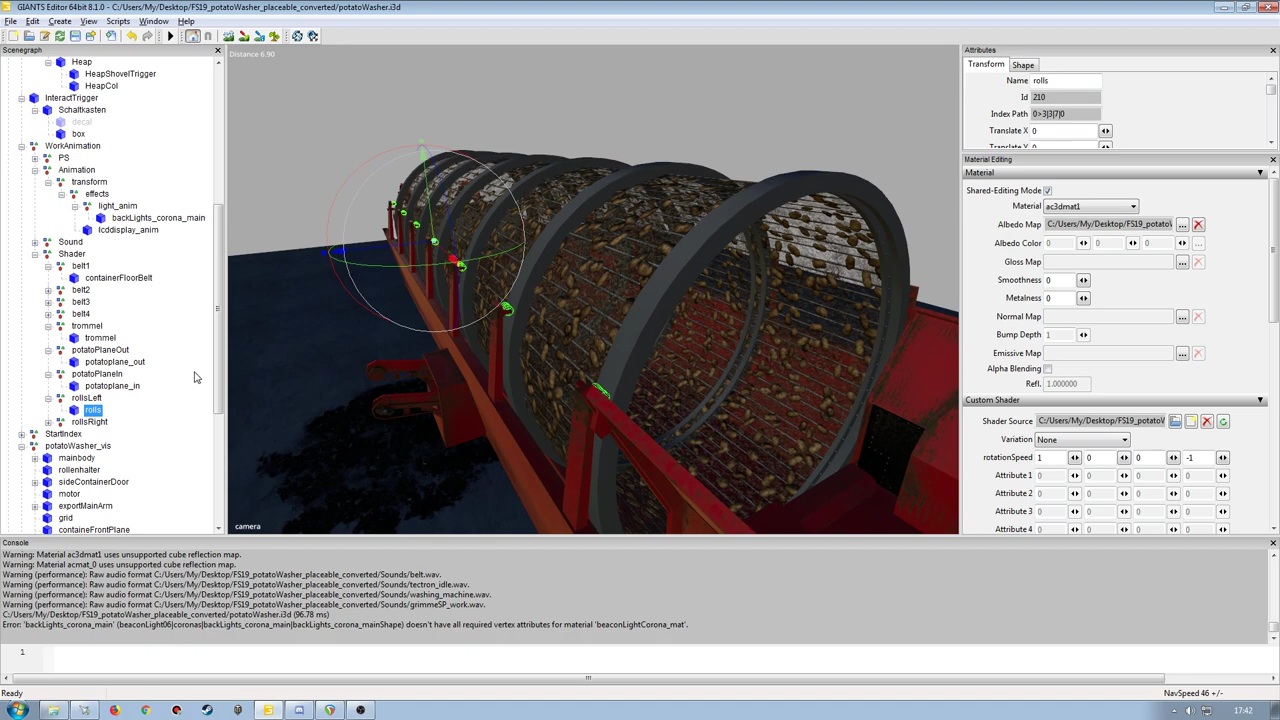 GIANTS Editor 64bit 8.1.0 - C:/Users/My/Desktop/FS19_potatoWasher_placeable_converted/potatoWasher.i3d
File Edit Create View Scripts Window Help
Scenegraph
Heap
HeapShovelTrigger
HeapCol
InteractTrigger
Schaltkasten
decal
box
WorkAnimation
PS
Animation
transform
effects
light_anim
backLights_corona_main
lcddisplay_anim
Sound
Shader
belt1
containerFloorBelt
belt2
belt3
belt4
trommel
trommel
potatoPlaneOut
potatoplane_out
potatoPlaneIn
potatoplane_in
rollsLeft
rolls
rollsRight
StartIndex
potatoWasher_vis
mainbody
rollenhalter
sideContainerDoor
motor
exportMainArm
grid
containeFrontPlane
Distance 6.90
camera
Attributes
Transform Shape
Name rolls
Id 210
Index Path 0>3|3|7|0
Translate X 0
Translate Y 0
Material Editing
Material
Shared-Editing Mode
Material ac3dmat1
Albedo Map C:/Users/My/Desktop/FS19_potatoV ...
Albedo Color 0 0 0 ...
Gloss Map ...
Smoothness 0
Metalness 0
Normal Map ...
Bump Depth 1
Emissive Map ...
Alpha Blending
Refl. 1.000000
Custom Shader
Shader Source C:/Users/My/Desktop/FS19_potatoV
Variation None
rotationSpeed 1 0 0 -1
Attribute 1 0 0 0 0
Attribute 2 0 0 0 0
Attribute 3 0 0 0 0
Attribute 4 0 0 0 0
Console
Warning: Material ac3dmat1 uses unsupported cube reflection map.
Warning: Material acmat_0 uses unsupported cube reflection map.
Warning (performance): Raw audio format C:/Users/My/Desktop/FS19_potatoWasher_placeable_converted/Sounds/belt.wav.
Warning (performance): Raw audio format C:/Users/My/Desktop/FS19_potatoWasher_placeable_converted/Sounds/tectron_idle.wav.
Warning (performance): Raw audio format C:/Users/My/Desktop/FS19_potatoWasher_placeable_converted/Sounds/washing_machine.wav.
Warning (performance): Raw audio format C:/Users/My/Desktop/FS19_potatoWasher_placeable_converted/Sounds/grimmeSP_work.wav.
C:/Users/My/Desktop/FS19_potatoWasher_placeable_converted/potatoWasher.i3d (96.78 ms)
Error: 'backLights_corona_main' (beaconLight06|coronas|backLights_corona_main|backLights_corona_mainShape) doesn't have all required vertex attributes for material 'beaconLightCorona_mat'.
1
Ready
NavSpeed 46 +/-
17:42